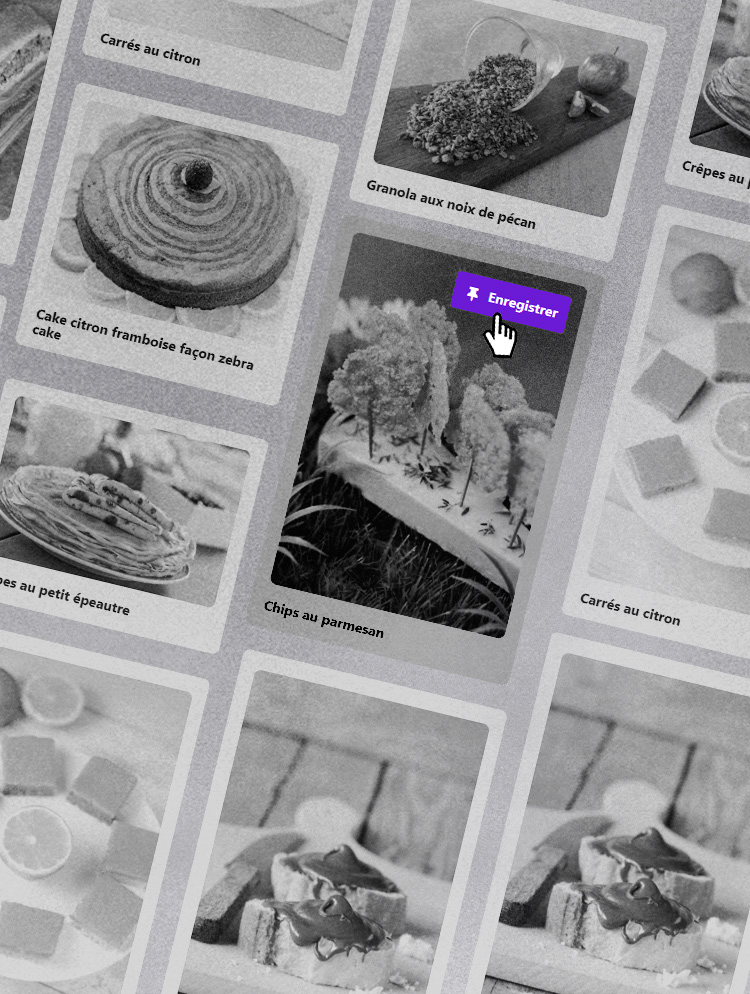 Carrés au citron
Granola aux noix de pécan
Crêpes au
Enregistrer
Cake citron framboise façon zebra
cake
Chips au parmesan
Carrés au citron
pes au petit épeautre